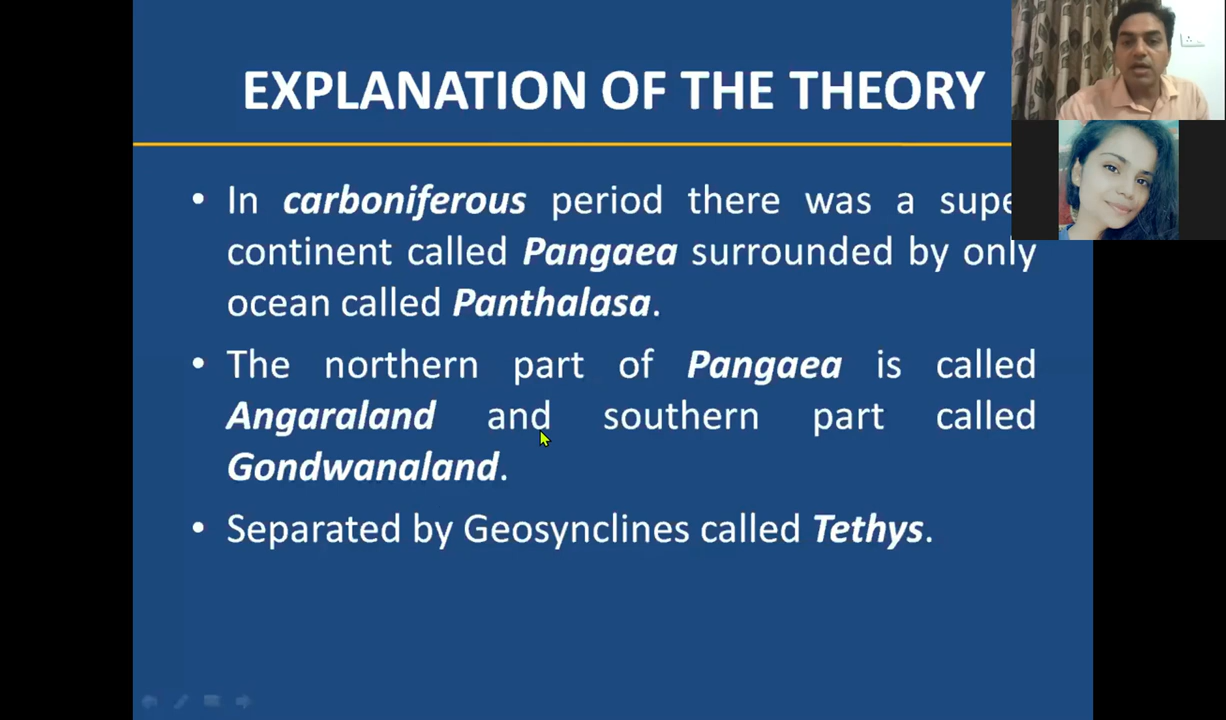 EXPLANATION OF THE THEORY
• In carboniferous period there was a supe
continent called Pangaea surrounded by only
ocean called Panthalasa.
• The northern part of Pangaea is called
Angaraland and southern part called
Gondwanaland.
• Separated by Geosynclines called Tethys.